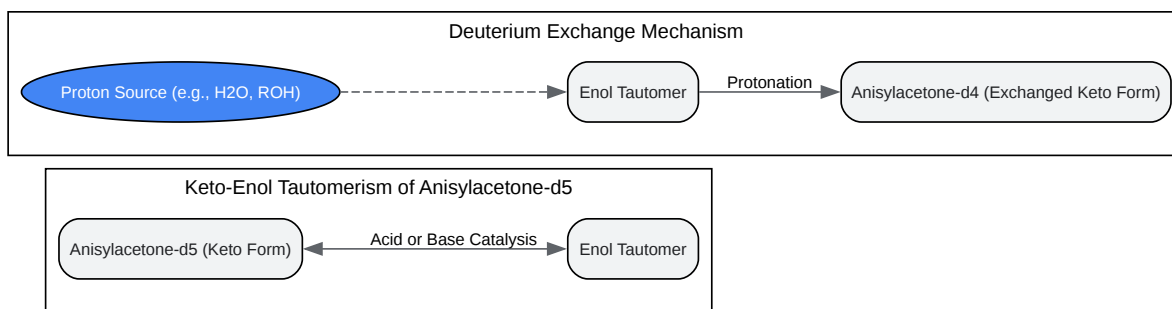 Deuterium Exchange Mechanism
Proton Source (e.g., H2O, ROH)
Enol Tautomer
Protonation
Anisylacetone-d4 (Exchanged Keto Form)
Keto-Enol Tautomerism of Anisylacetone-d5
Anisylacetone-d5 (Keto Form)
Acid or Base Catalysis
Enol Tautomer